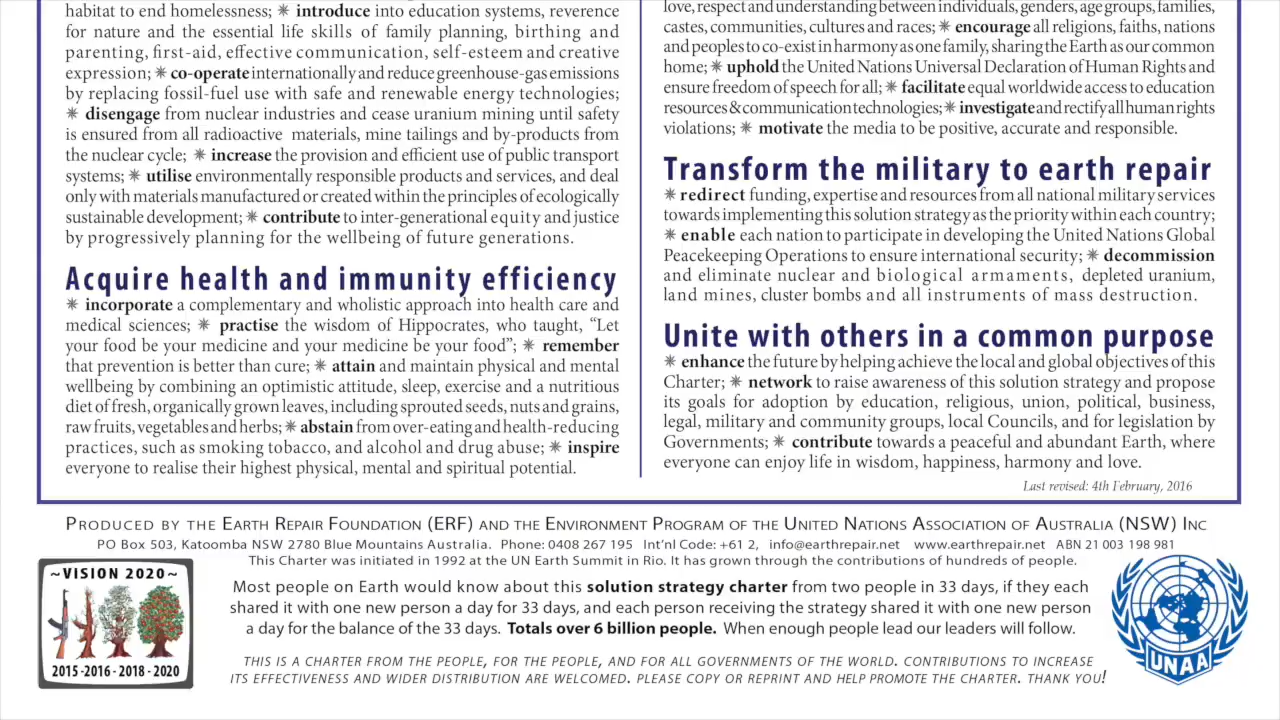 habitat to end homelessness; ✷ introduce into education systems, reverence
for nature and the essential life skills of family planning, birthing and
parenting, first-aid, effective communication, self-esteem and creative
expression; ✷ co-operate internationally and reduce greenhouse-gas emissions
by replacing fossil-fuel use with safe and renewable energy technologies;
✷ disengage from nuclear industries and cease uranium mining until safety
is ensured from all radioactive materials, mine tailings and by-products from
the nuclear cycle; ✷ increase the provision and efficient use of public transport
systems; ✷ utilise environmentally responsible products and services, and deal
only with materials manufactured or created within the principles of ecologically
sustainable development; ✷ contribute to inter-generational equity and justice
by progressively planning for the wellbeing of future generations.
Acquire health and immunity efficiency
✷ incorporate a complementary and wholistic approach into health care and
medical sciences; ✷ practise the wisdom of Hippocrates, who taught, “Let
your food be your medicine and your medicine be your food”; ✷ remember
that prevention is better than cure; ✷ attain and maintain physical and mental
wellbeing by combining an optimistic attitude, sleep, exercise and a nutritious
diet of fresh, organically grown leaves, including sprouted seeds, nuts and grains,
raw fruits, vegetables and herbs; ✷ abstain from over-eating and health-reducing
practices, such as smoking tobacco, and alcohol and drug abuse; ✷ inspire
everyone to realise their highest physical, mental and spiritual potential.
love, respect and understanding between individuals, genders, age groups, families,
castes, communities, cultures and races; ✷ encourage all religions, faiths, nations
and peoples to co-exist in harmony as one family, sharing the Earth as our common
home; ✷ uphold the United Nations Universal Declaration of Human Rights and
ensure freedom of speech for all; ✷ facilitate equal worldwide access to education
resources & communication technologies; ✷ investigate and rectify all human rights
violations; ✷ motivate the media to be positive, accurate and responsible.
Transform the military to earth repair
✷ redirect funding, expertise and resources from all national military services
towards implementing this solution strategy as the priority within each country;
✷ enable each nation to participate in developing the United Nations Global
Peacekeeping Operations to ensure international security; ✷ decommission
and eliminate nuclear and biological armaments, depleted uranium,
land mines, cluster bombs and all instruments of mass destruction.
Unite with others in a common purpose
✷ enhance the future by helping achieve the local and global objectives of this
Charter; ✷ network to raise awareness of this solution strategy and propose
its goals for adoption by education, religious, union, political, business,
legal, military and community groups, local Councils, and for legislation by
Governments; ✷ contribute towards a peaceful and abundant Earth, where
everyone can enjoy life in wisdom, happiness, harmony and love.
Last revised: 4th February, 2016
Produced by the Earth Repair Foundation (ERF) and the Environment Program of the United Nations Association of Australia (NSW) Inc
PO Box 503, Katoomba NSW 2780 Blue Mountains Australia. Phone: 0408 267 195 Int’nl Code: +61 2, info@earthrepair.net www.earthrepair.net ABN 21 003 198 981
This Charter was initiated in 1992 at the UN Earth Summit in Rio. It has grown through the contributions of hundreds of people.
~VISION 2020~
2015 -2016 - 2018 - 2020
Most people on Earth would know about this solution strategy charter from two people in 33 days, if they each
shared it with one new person a day for 33 days, and each person receiving the strategy shared it with one new person
a day for the balance of the 33 days. Totals over 6 billion people. When enough people lead our leaders will follow.
THIS IS A CHARTER FROM THE PEOPLE, FOR THE PEOPLE, AND FOR ALL GOVERNMENTS OF THE WORLD. CONTRIBUTIONS TO INCREASE
ITS EFFECTIVENESS AND WIDER DISTRIBUTION ARE WELCOMED. PLEASE COPY OR REPRINT AND HELP PROMOTE THE CHARTER. THANK YOU!
UNAA